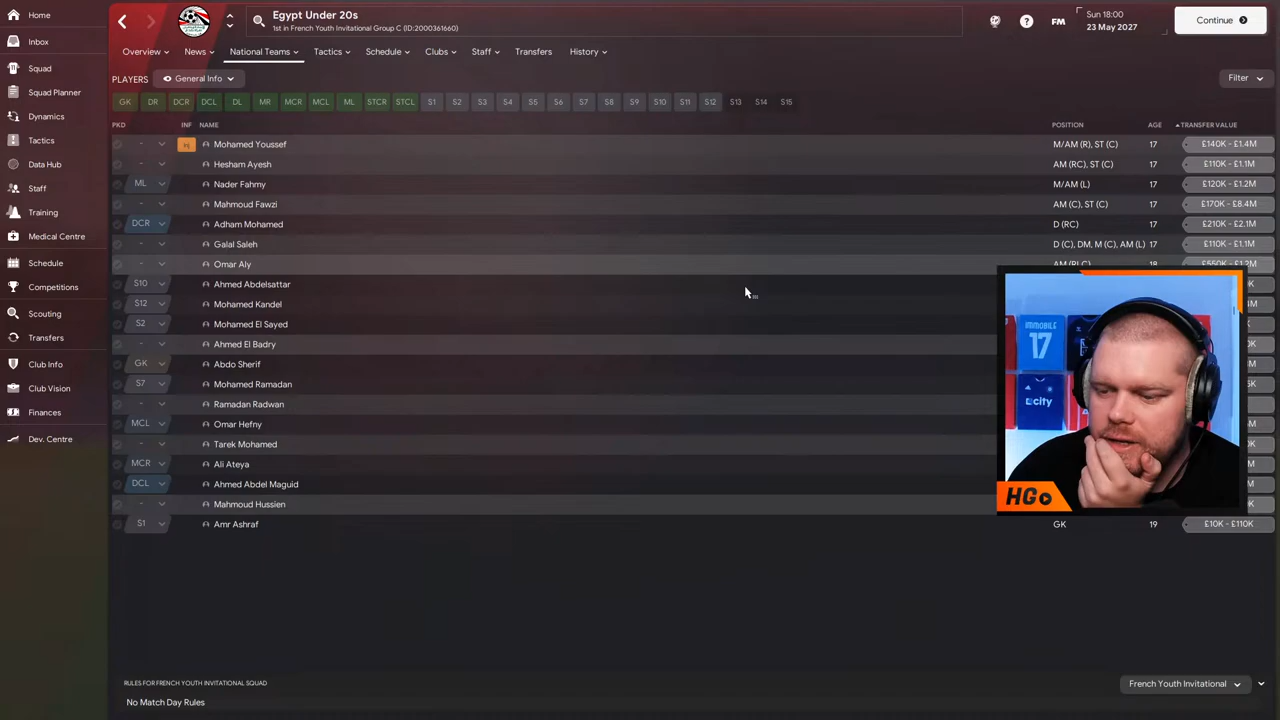 Home
Inbox
Squad
Squad Planner
Dynamics
Tactics
Data Hub
Staff
Training
Medical Centre
Schedule
Competitions
Scouting
Transfers
Club Info
Club Vision
Finances
Dev. Centre
Egypt Under 20s
1st in French Youth Invitational Group C (ID:2000361660)
FM
Sun 18:00
23 May 2027
Continue
Overview News National Teams Tactics Schedule Clubs Staff Transfers History
PLAYERS General Info Filter
GK DR DCR DCL DL MR MCR MCL ML STCR STCL S1 S2 S3 S4 S5 S6 S7 S8 S9 S10 S11 S12 S13 S14 S15
PKD INF NAME POSITION AGE TRANSFER VALUE
- Inj Mohamed Youssef M/AM (R), ST (C) 17 £140K - £1.4M
- Hesham Ayesh AM (RC), ST (C) 17 £110K - £1.1M
ML Nader Fahmy M/AM (L) 17 £120K - £1.2M
- Mahmoud Fawzi AM (C), ST (C) 17 £170K - £8.4M
DCR Adham Mohamed D (RC) 17 £210K - £2.1M
- Galal Saleh D (C), DM, M (C), AM (L) 17 £110K - £1.1M
- Omar Aly AM (RLC) 18 £550K - £1.2M
S10 Ahmed Abdelsattar
S12 Mohamed Kandel
S2 Mohamed El Sayed
- Ahmed El Badry
GK Abdo Sherif
S7 Mohamed Ramadan
- Ramadan Radwan
MCL Omar Hefny
- Tarek Mohamed
MCR Ali Ateya
DCL Ahmed Abdel Maguid
- Mahmoud Hussien
S1 Amr Ashraf GK 19 £10K - £110K
IMMOBILE
17
city
HG
RULES FOR FRENCH YOUTH INVITATIONAL SQUAD
French Youth Invitational
No Match Day Rules